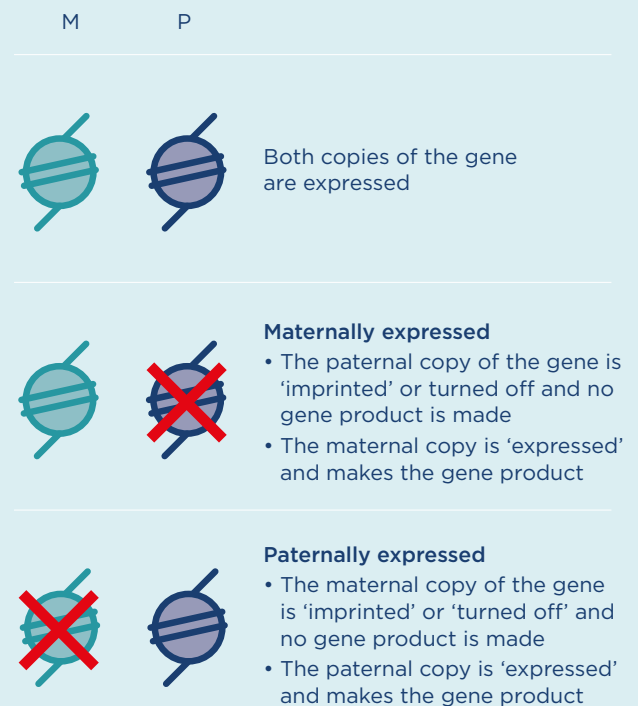 M P
Both copies of the gene
are expressed
Maternally expressed
• The paternal copy of the gene is
‘imprinted’ or turned off and no
gene product is made
• The maternal copy is ‘expressed’
and makes the gene product
Paternally expressed
• The maternal copy of the gene
is ‘imprinted’ or ‘turned off’ and
no gene product is made
• The paternal copy is ‘expressed’
and makes the gene product